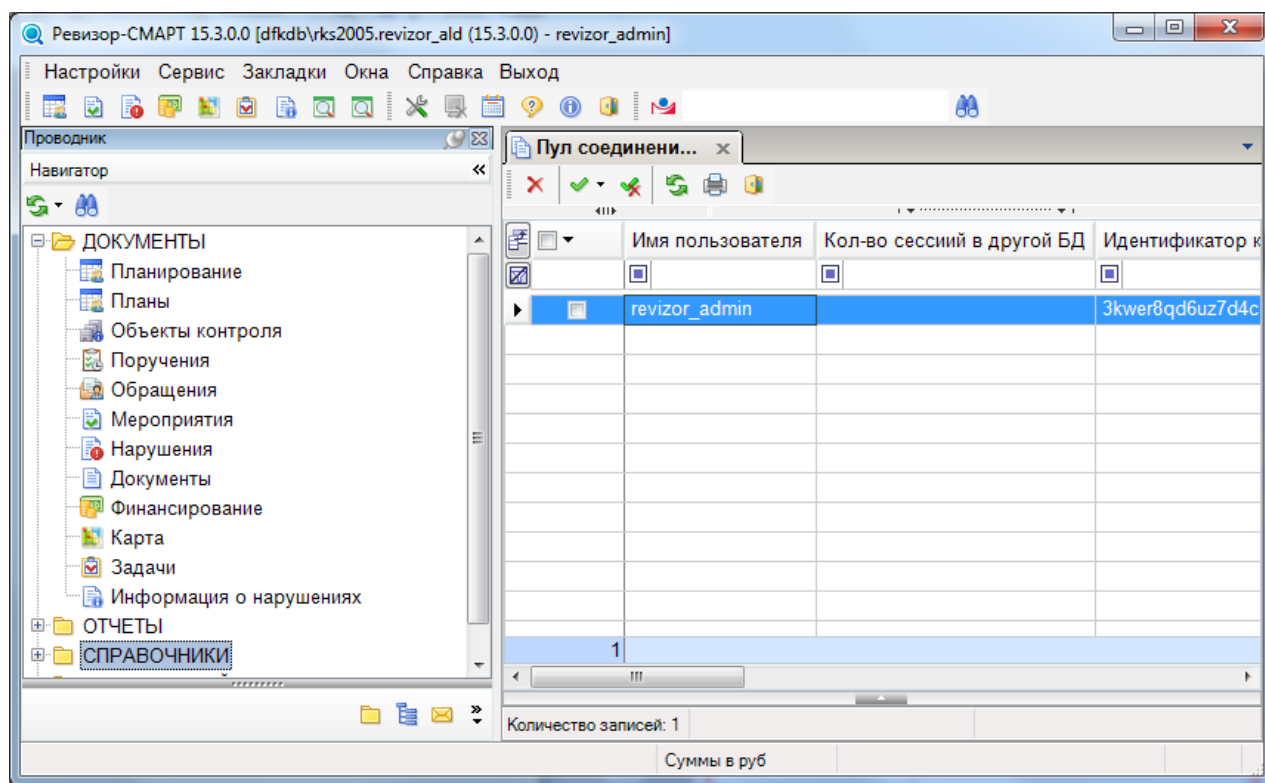 Ревизор-СМАРТ 15.3.0.0 [dfkdb\rks2005.revizor_ald (15.3.0.0) - revizor_admin]
Настройки Сервис Закладки Окна Справка Выход
Проводник
Навигатор
ДОКУМЕНТЫ
Планирование
Планы
Объекты контроля
Поручения
Обращения
Мероприятия
Нарушения
Документы
Финансирование
Карта
Задачи
Информация о нарушениях
ОТЧЕТЫ
СПРАВОЧНИКИ
Пул соединени...
Имя пользователя Кол-во сессиий в другой БД Идентификатор к
revizor_admin 3kwer8qd6uz7d4c
1
Количество записей: 1
Суммы в руб